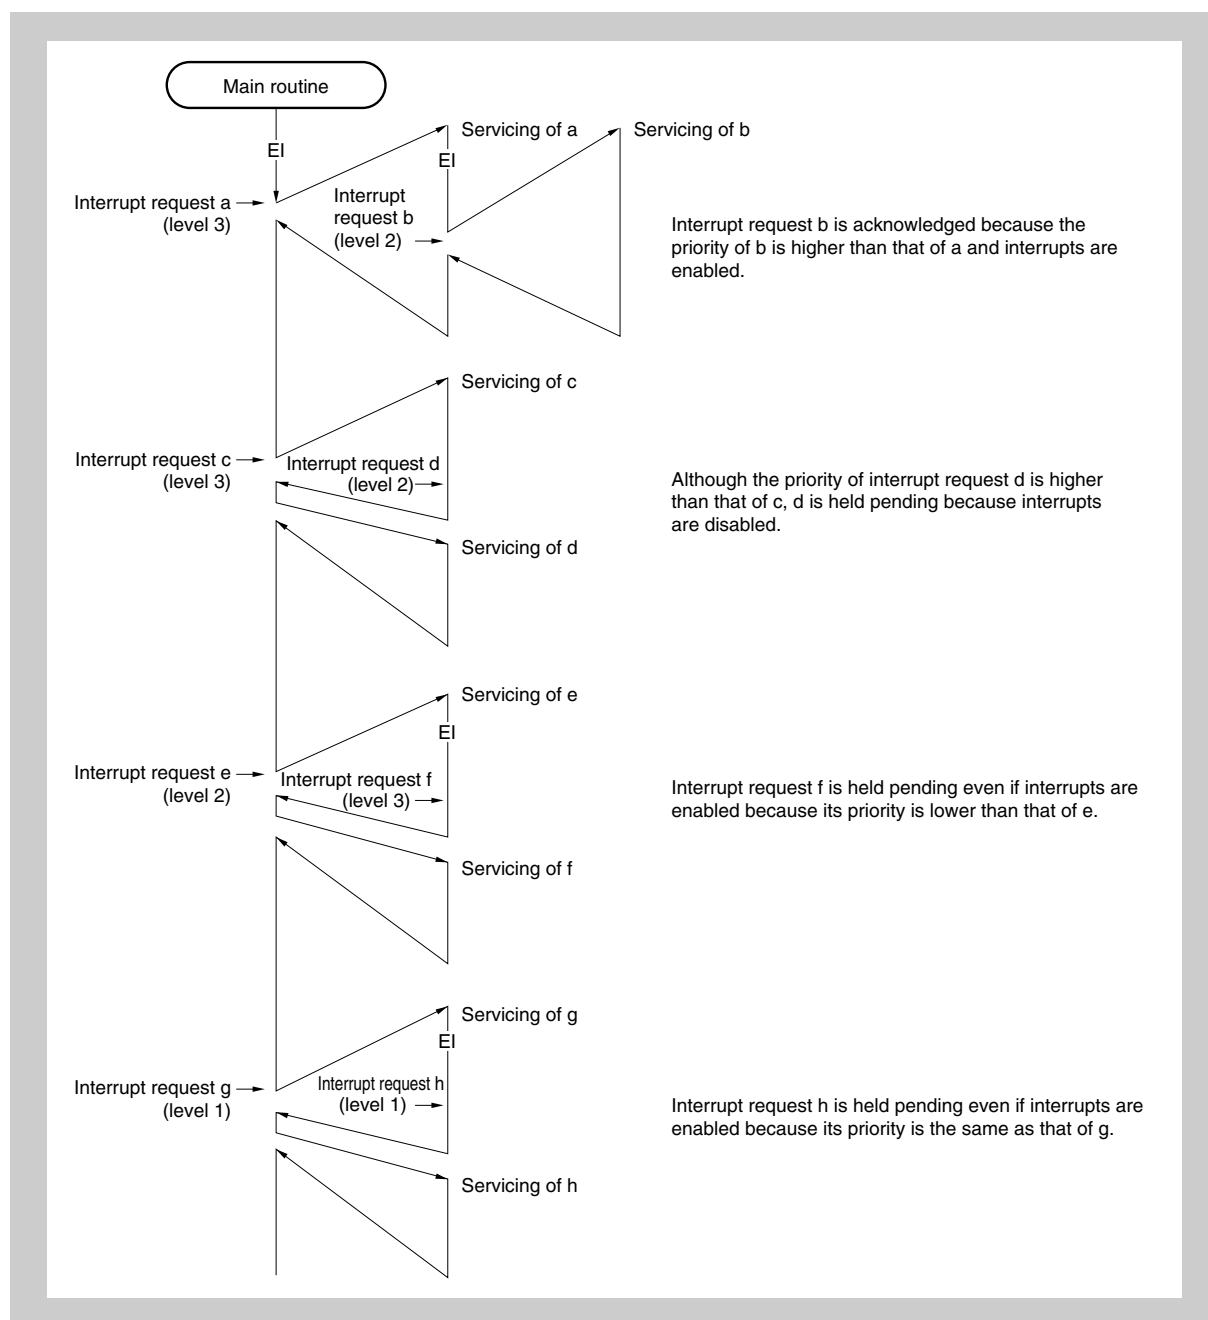 Main routine
EI
Servicing of a
EI
Servicing of b
Interrupt request a
(level 3)
Interrupt
request b
(level 2)
Interrupt request b is acknowledged because the
priority of b is higher than that of a and interrupts are
enabled.
Servicing of c
Interrupt request c
(level 3)
Interrupt request d
(level 2)
Although the priority of interrupt request d is higher
than that of c, d is held pending because interrupts
are disabled.
Servicing of d
Servicing of e
EI
Interrupt request e
(level 2)
Interrupt request f
(level 3)
Interrupt request f is held pending even if interrupts are
enabled because its priority is lower than that of e.
Servicing of f
Servicing of g
EI
Interrupt request g
(level 1)
Interrupt request h
(level 1)
Interrupt request h is held pending even if interrupts are
enabled because its priority is the same as that of g.
Servicing of h